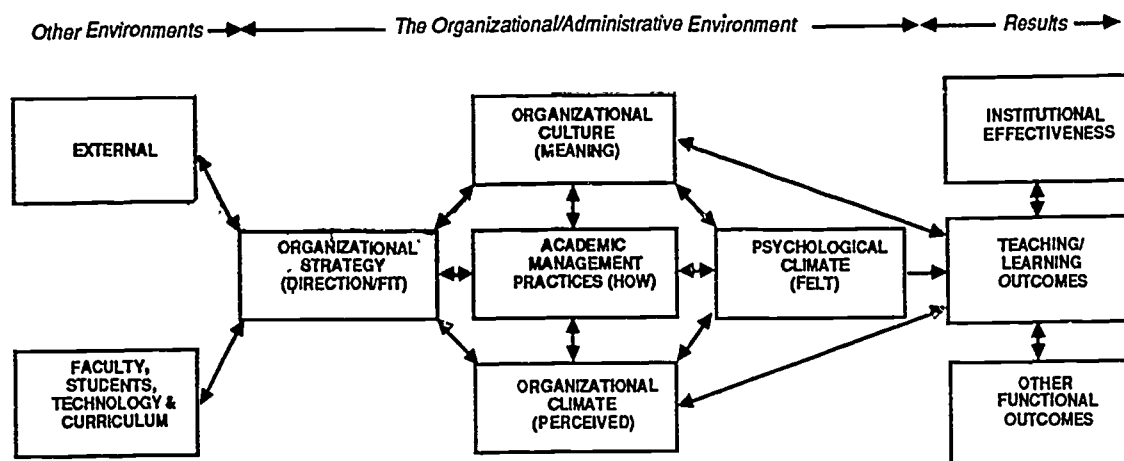 Other Environments
The Organizational/Administrative Environment
Results
EXTERNAL
ORGANIZATIONAL
CULTURE
(MEANING)
INSTITUTIONAL
EFFECTIVENESS
ORGANIZATIONAL
STRATEGY
(DIRECTION/FIT)
ACADEMIC
MANAGEMENT
PRACTICES (HOW)
PSYCHOLOGICAL
CLIMATE
(FELT)
TEACHING/
LEARNING
OUTCOMES
FACULTY,
STUDENTS,
TECHNOLOGY &
CURRICULUM
ORGANIZATIONAL
CLIMATE
(PERCEIVED)
OTHER
FUNCTIONAL
OUTCOMES